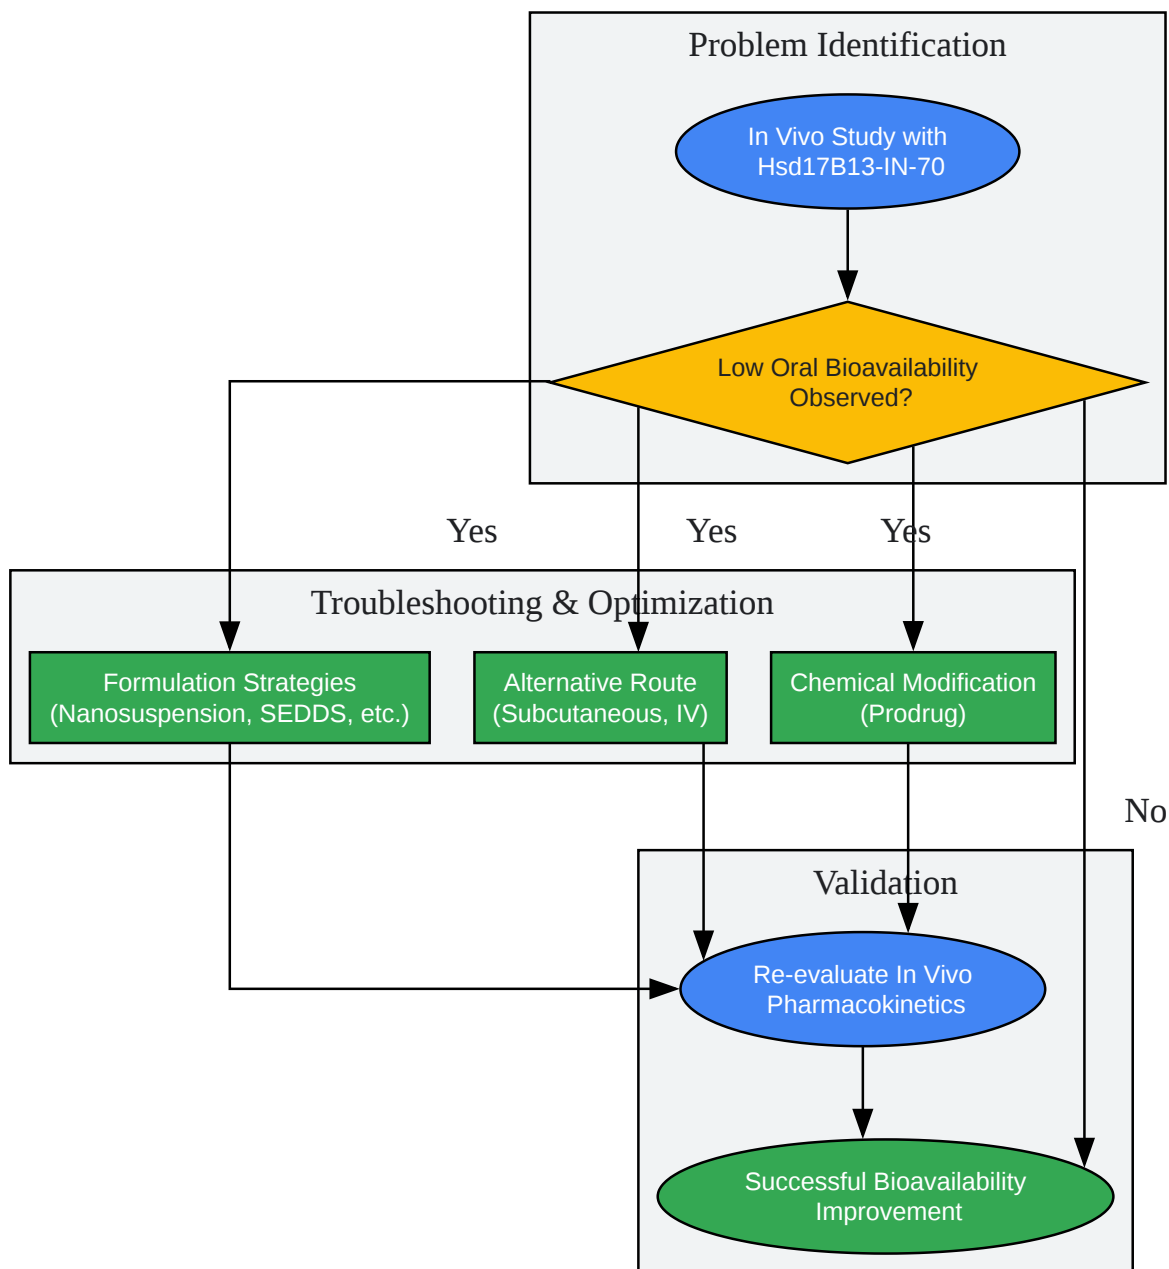 Problem Identification
In Vivo Study with
Hsd17B13-IN-70
Low Oral Bioavailability
Observed?
Yes
Yes
Yes
Troubleshooting & Optimization
Formulation Strategies
(Nanosuspension, SEDDS, etc.)
Alternative Route
(Subcutaneous, IV)
Chemical Modification
(Prodrug)
No
Validation
Re-evaluate In Vivo
Pharmacokinetics
Successful Bioavailability
Improvement